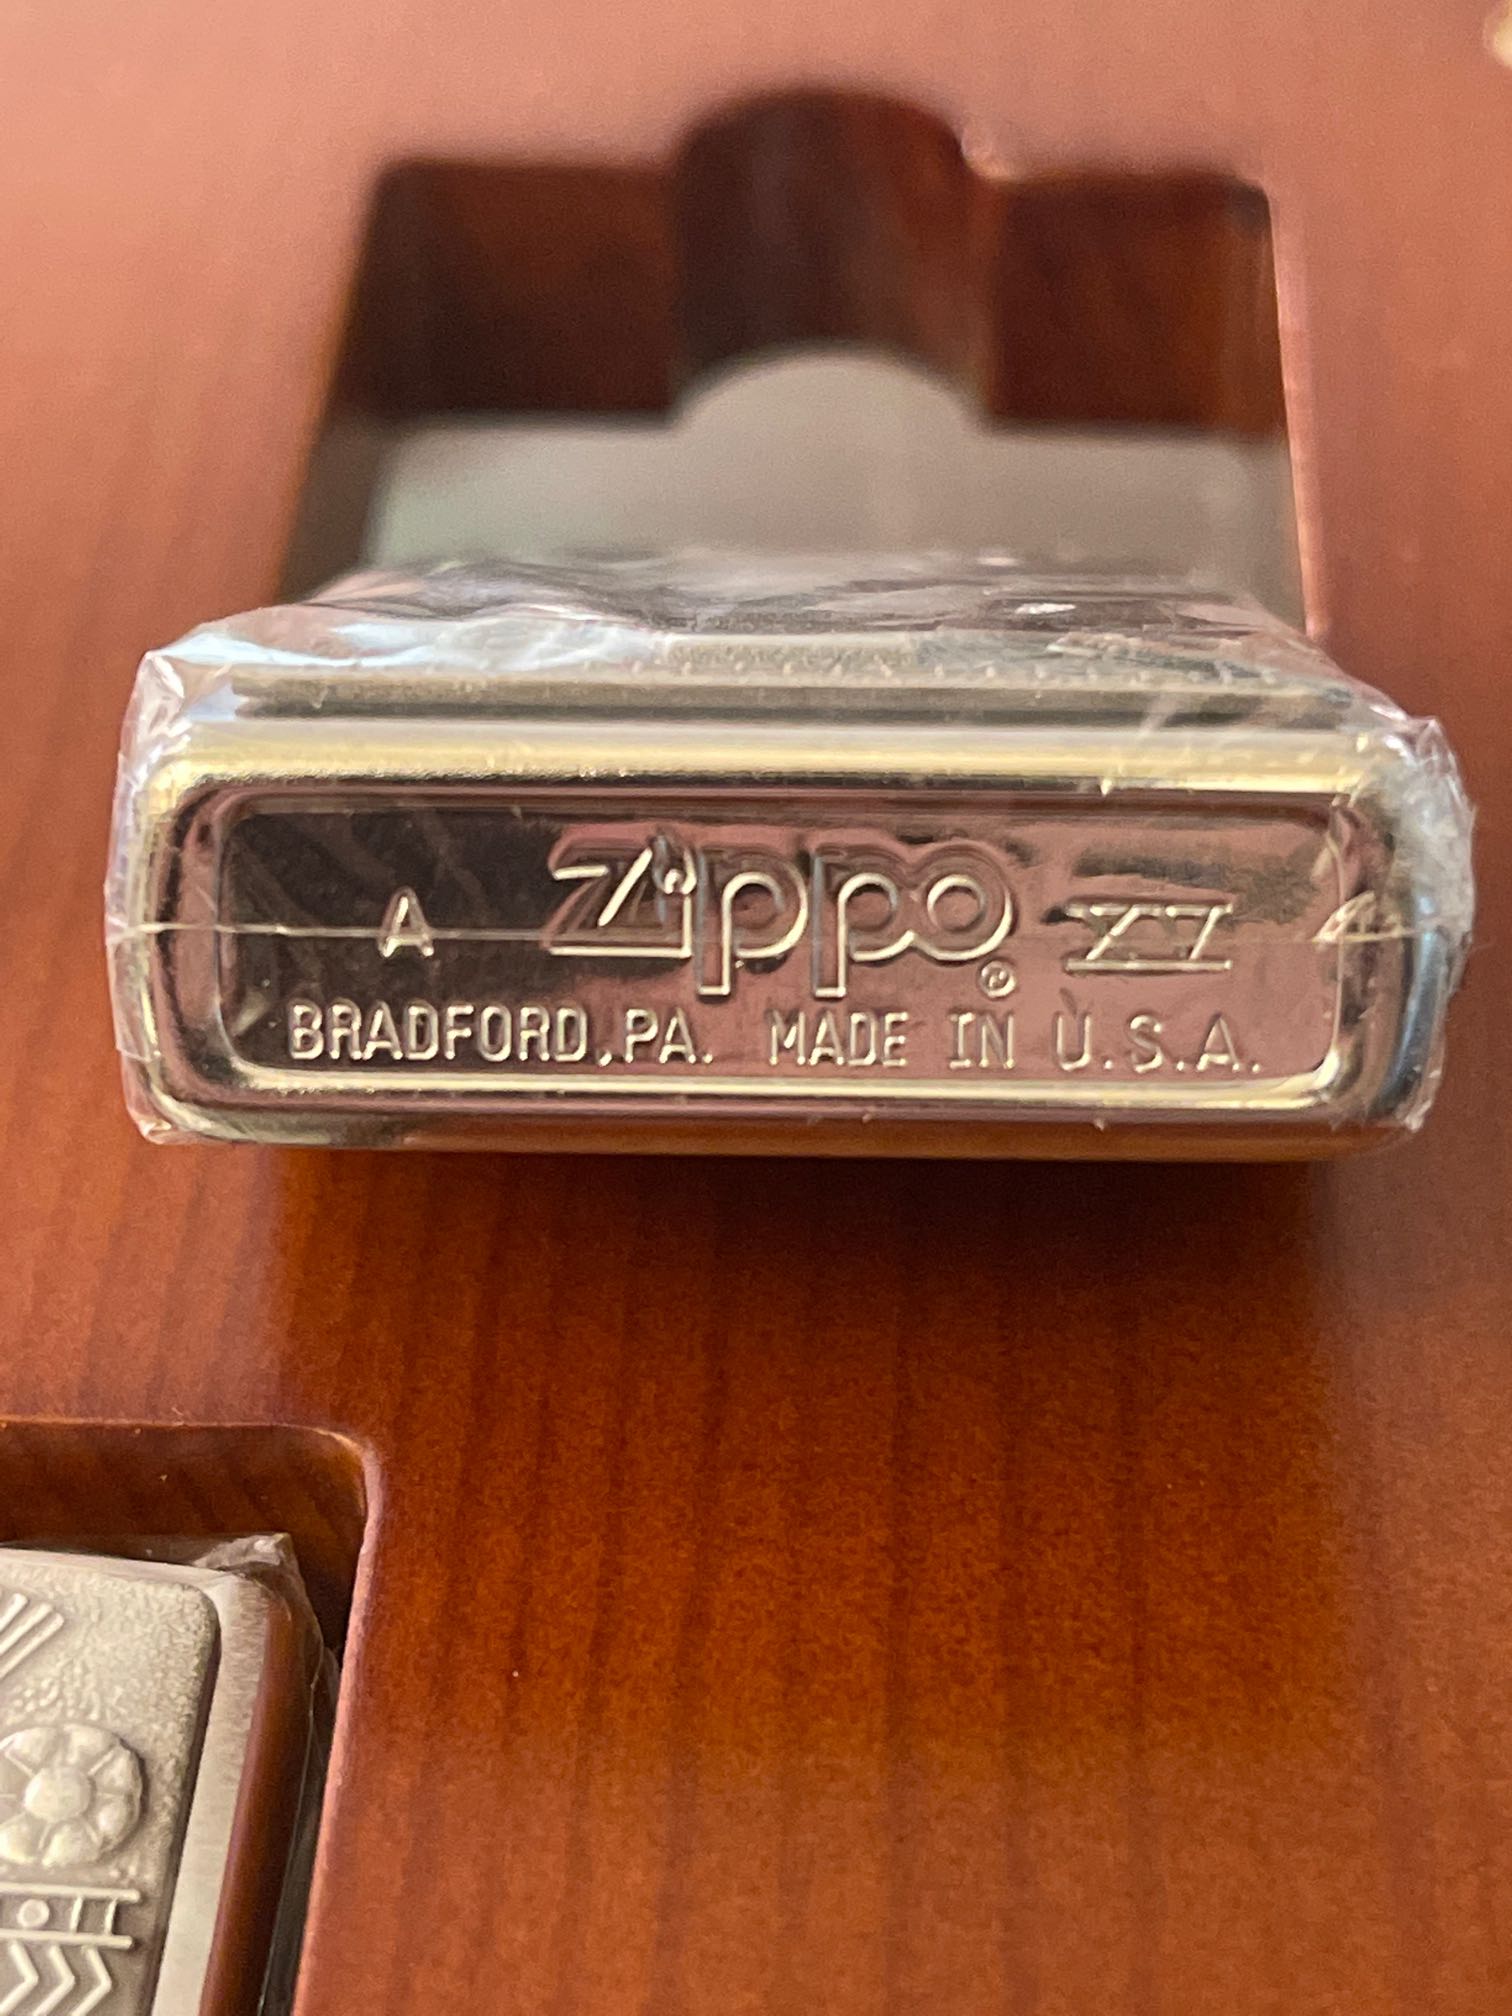 A Zippo® XV
BRADFORD, PA. MADE IN U.S.A.